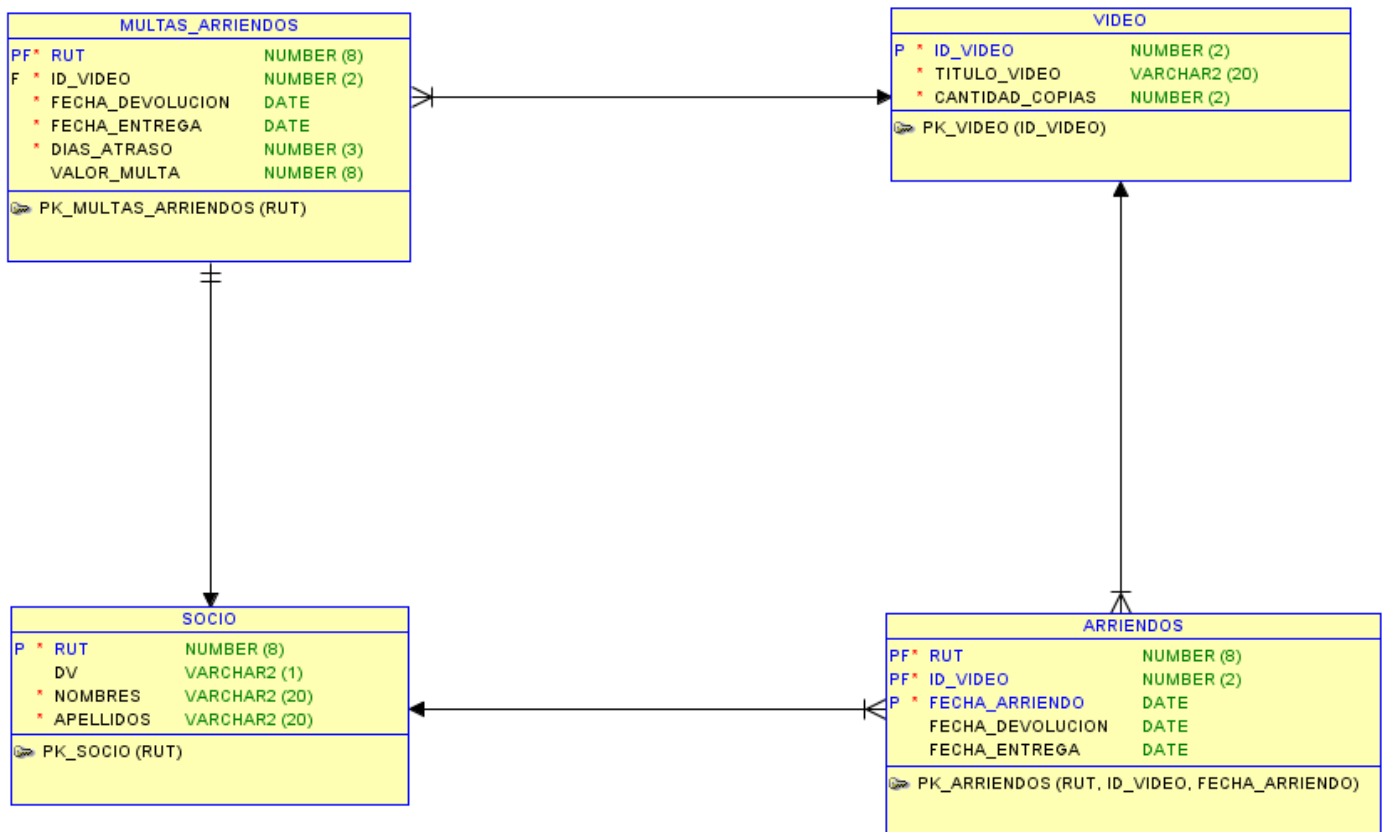 MULTAS_ARRIENDOS
PF* RUT NUMBER (8)
F * ID_VIDEO NUMBER (2)
* FECHA_DEVOLUCION DATE
* FECHA_ENTREGA DATE
* DIAS_ATRASO NUMBER (3)
VALOR_MULTA NUMBER (8)
PK_MULTAS_ARRIENDOS (RUT)
VIDEO
P * ID_VIDEO NUMBER (2)
* TITULO_VIDEO VARCHAR2 (20)
* CANTIDAD_COPIAS NUMBER (2)
PK_VIDEO (ID_VIDEO)
SOCIO
P * RUT NUMBER (8)
DV VARCHAR2 (1)
* NOMBRES VARCHAR2 (20)
* APELLIDOS VARCHAR2 (20)
PK_SOCIO (RUT)
ARRIENDOS
PF* RUT NUMBER (8)
PF* ID_VIDEO NUMBER (2)
P * FECHA_ARRIENDO DATE
FECHA_DEVOLUCION DATE
FECHA_ENTREGA DATE
PK_ARRIENDOS (RUT, ID_VIDEO, FECHA_ARRIENDO)